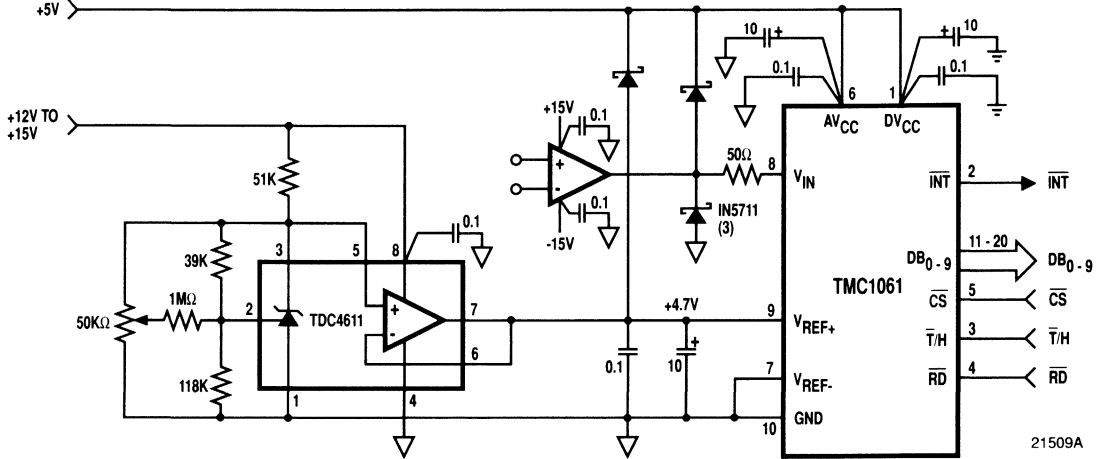 +5V
10 +
+ 10
0.1
0.1
6
1
AVCC
DVCC
+12V TO
+15V
+15V
0.1
51K
50Ω
8
VIN
2
INT
INT
+
-
0.1
-15V
IN5711
(3)
3
5
8
0.1
39K
11 - 20
DB0 - 9
DB0 - 9
1MΩ
2
TDC4611
TMC1061
5
CS
CS
50KΩ
+
-
7
+4.7V
9
VREF+
3
T/H
T/H
6
0.1
10
+
7
VREF-
4
RD
RD
118K
1
4
10
GND
21509A